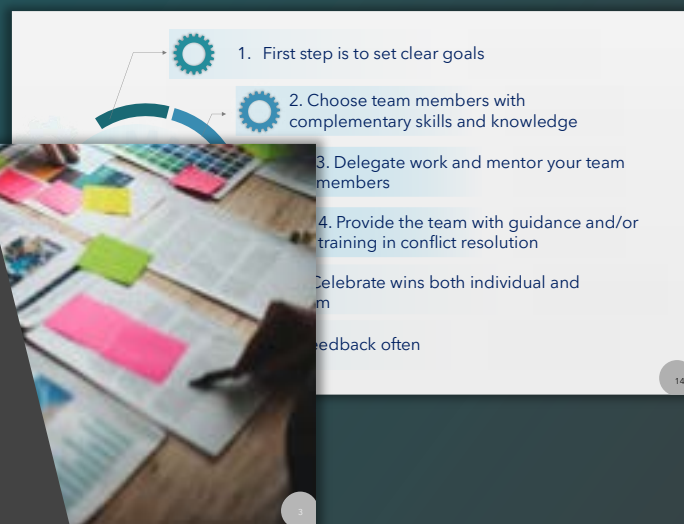 1. First step is to set clear goals
2. Choose team members with
complementary skills and knowledge
3. Delegate work and mentor your team
members
4. Provide the team with guidance and/or
training in conflict resolution
Celebrate wins both individual and
m
eedback often
14
3